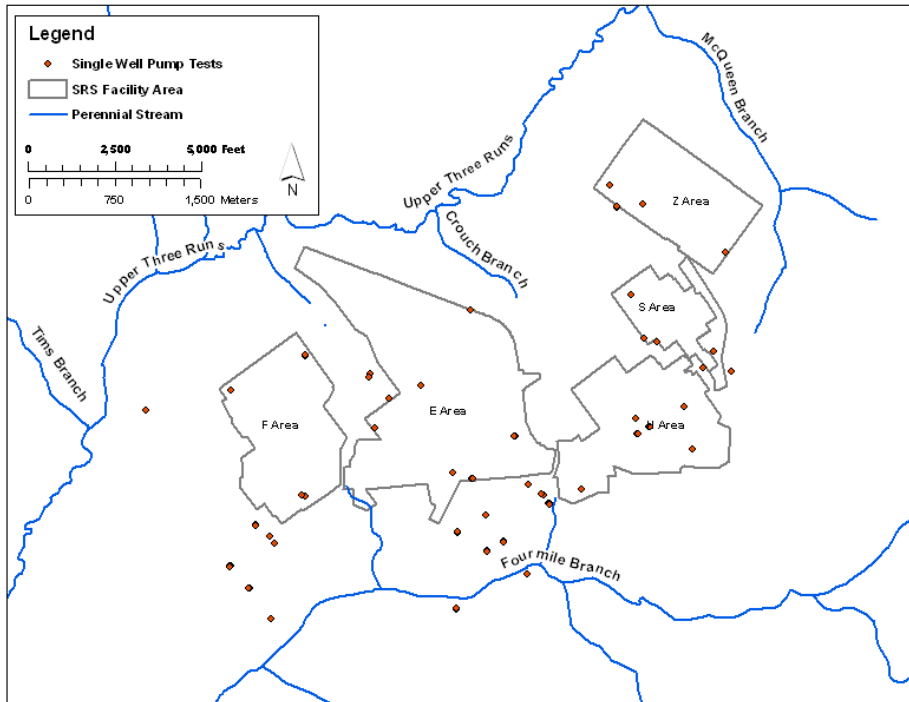 Legend
Single Well Pump Tests
SRS Facility Area
Perennial Stream
0 2,500 5,000 Feet
0 750 1,500 Meters
N
McQueen Branch
Upper Three Runs
Crouch Branch
Z Area
Upper Three Runs
S Area
Tims Branch
E Area
F Area
H Area
Fourmile Branch